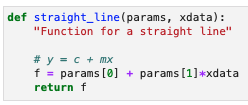 def straight_line(params, xdata):
    "Function for a straight line"
    # y = c + mx
    f = params[0] + params[1]*xdata
    return f